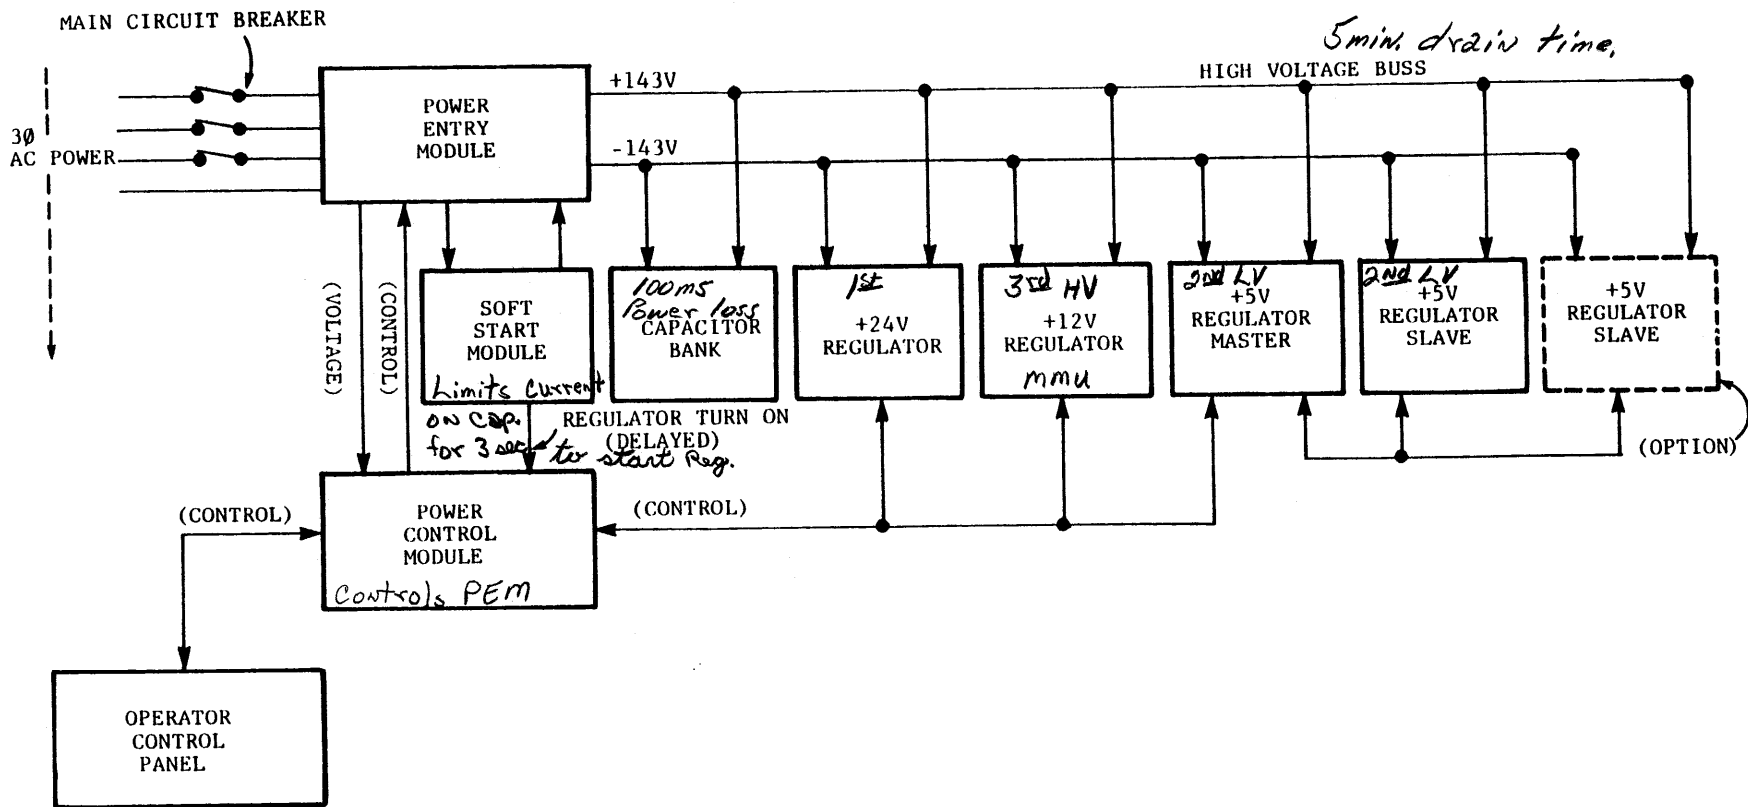 MAIN CIRCUIT BREAKER
5min. drain time.
HIGH VOLTAGE BUSS
+143V
-143V
3Ø
AC POWER
POWER
ENTRY
MODULE
(VOLTAGE)
(CONTROL)
SOFT
START
MODULE
Limits Current
on Cap.
for 3 sec
100ms
Power loss
CAPACITOR
BANK
1st
+24V
REGULATOR
3rd HV
+12V
REGULATOR
mmu
2nd LV
+5V
REGULATOR
MASTER
2nd LV
+5V
REGULATOR
SLAVE
+5V
REGULATOR
SLAVE
(OPTION)
REGULATOR TURN ON
(DELAYED)
to start Reg.
(CONTROL)
(CONTROL)
POWER
CONTROL
MODULE
Controls PEM
OPERATOR
CONTROL
PANEL